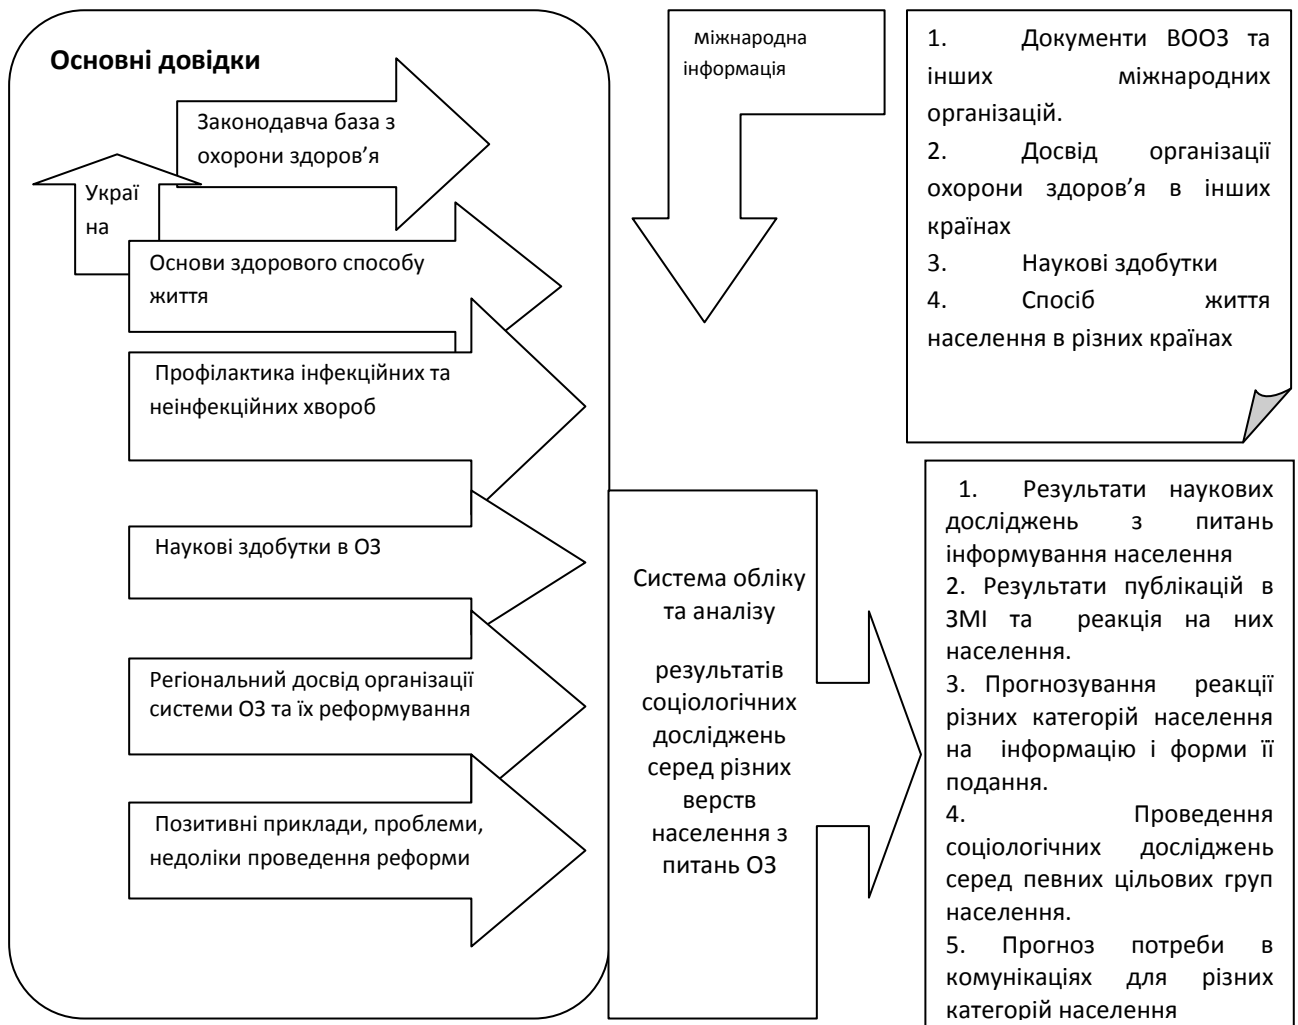 Основні довідки
Законодавча база з
охорони здоров’я
Украї
на
Основи здорового способу
життя
Профілактика інфекційних та
неінфекційних хвороб
Наукові здобутки в ОЗ
Регіональний досвід організації
системи ОЗ та їх реформування
Позитивні приклади, проблеми,
недоліки проведення реформи
міжнародна
інформація
1. Документи ВООЗ та
інших міжнародних
організацій.
2. Досвід організації
охорони здоров’я в інших
країнах
3. Наукові здобутки
4. Спосіб життя
населення в різних країнах
Система обліку
та аналізу
результатів
соціологічних
досліджень
серед різних
верств
населення з
питань ОЗ
1. Результати наукових
досліджень з питань
інформування населення
2. Результати публікацій в
ЗМІ та реакція на них
населення.
3. Прогнозування реакції
різних категорій населення
на інформацію і форми її
подання.
4. Проведення
соціологічних досліджень
серед певних цільових груп
населення.
5. Прогноз потреби в
комунікаціях для різних
категорій населення